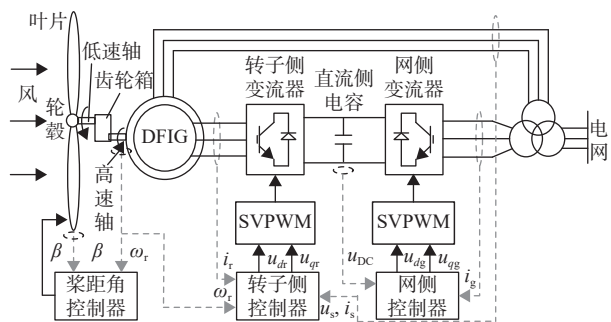 叶片
低速轴
齿轮箱
风
轮
毂
DFIG
高
速
轴
转子侧
变流器
直流侧
电容
网侧
变流器
电
网
SVPWM
SVPWM
β
β
ωr
ir
ωr
udr
uqr
uDC
udg
uqg
ig
us, is
桨距角
控制器
转子侧
控制器
网侧
控制器